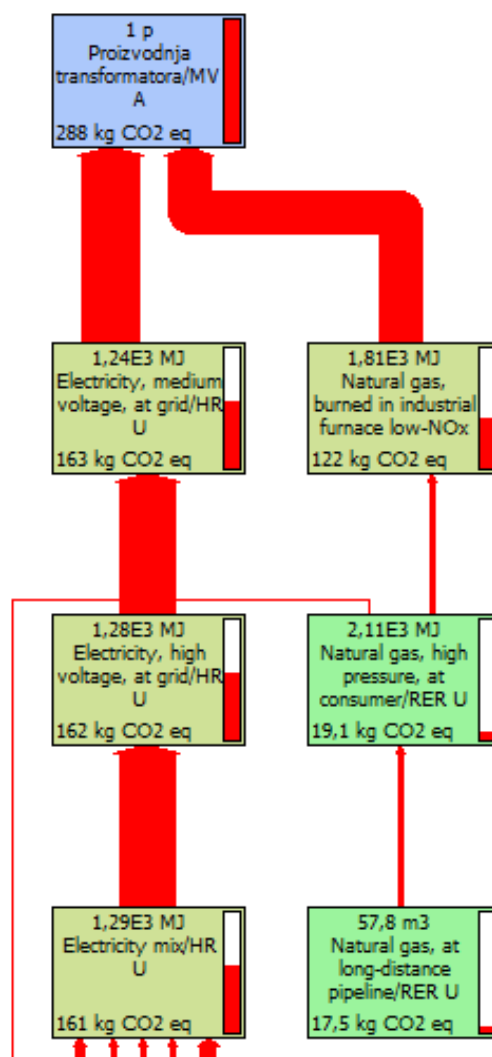 1 p
Proizvodnja
transformatora/MV
A
288 kg CO2 eq
1,24E3 MJ
Electricity, medium
voltage, at grid/HR
U
163 kg CO2 eq
1,81E3 MJ
Natural gas,
burned in industrial
furnace low-NOx
122 kg CO2 eq
1,28E3 MJ
Electricity, high
voltage, at grid/HR
U
162 kg CO2 eq
2,11E3 MJ
Natural gas, high
pressure, at
consumer/RER U
19,1 kg CO2 eq
1,29E3 MJ
Electricity mix/HR
U
161 kg CO2 eq
57,8 m3
Natural gas, at
long-distance
pipeline/RER U
17,5 kg CO2 eq